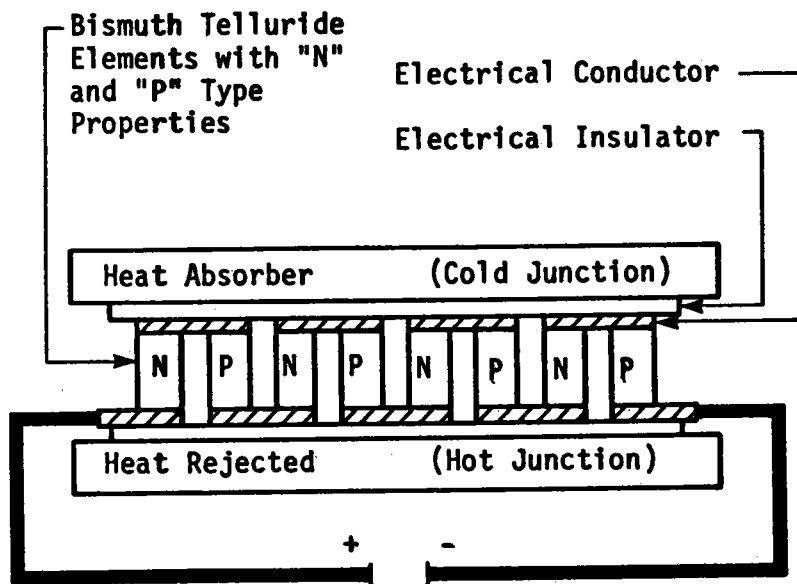 Bismuth Telluride
Elements with "N"
and "P" Type
Properties
Electrical Conductor
Electrical Insulator
Heat Absorber (Cold Junction)
N P N P N P N P
Heat Rejected (Hot Junction)
+ -